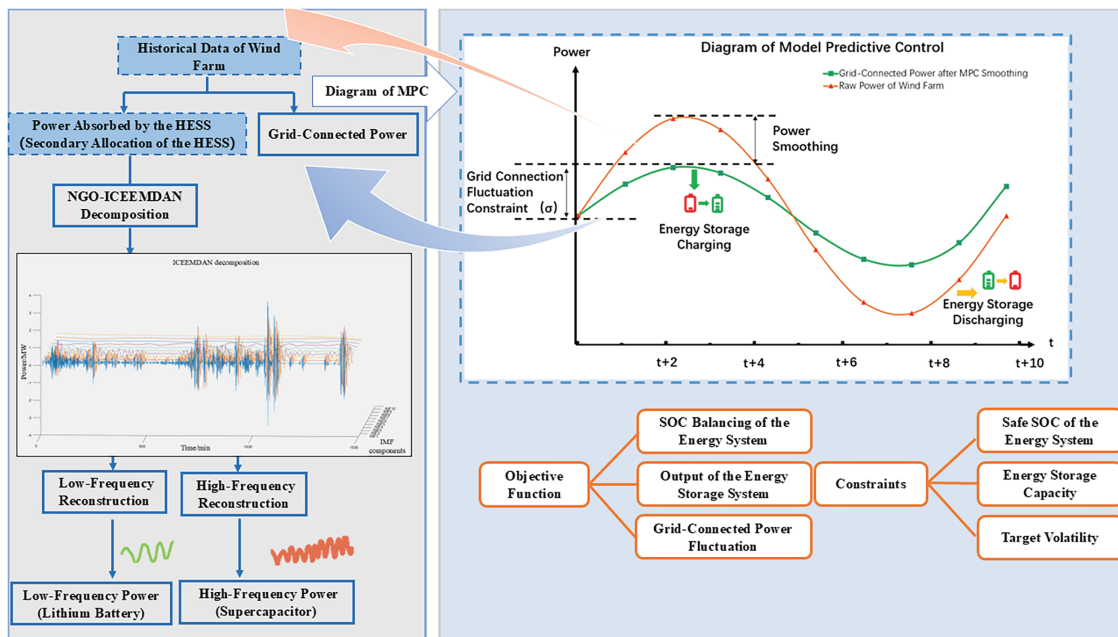 Historical Data of Wind
Farm
Power Absorbed by the HESS
(Secondary Allocation of the HESS)
Grid-Connected Power
NGO-ICEEMDAN
Decomposition
ICEEMDAN decomposition
Power/MW
Time/min
IMF
components
Low-Frequency
Reconstruction
High-Frequency
Reconstruction
Low-Frequency Power
(Lithium Battery)
High-Frequency Power
(Supercapacitor)
Diagram of MPC
Diagram of Model Predictive Control
Power
Grid-Connected Power after MPC Smoothing
Raw Power of Wind Farm
Power
Smoothing
Grid Connection
Fluctuation
Constraint (σ)
Energy Storage
Charging
Energy Storage
Discharging
t
t+2
t+4
t+6
t+8
t+10
Objective
Function
SOC Balancing of the
Energy System
Output of the Energy
Storage System
Grid-Connected Power
Fluctuation
Constraints
Safe SOC of the
Energy System
Energy Storage
Capacity
Target Volatility